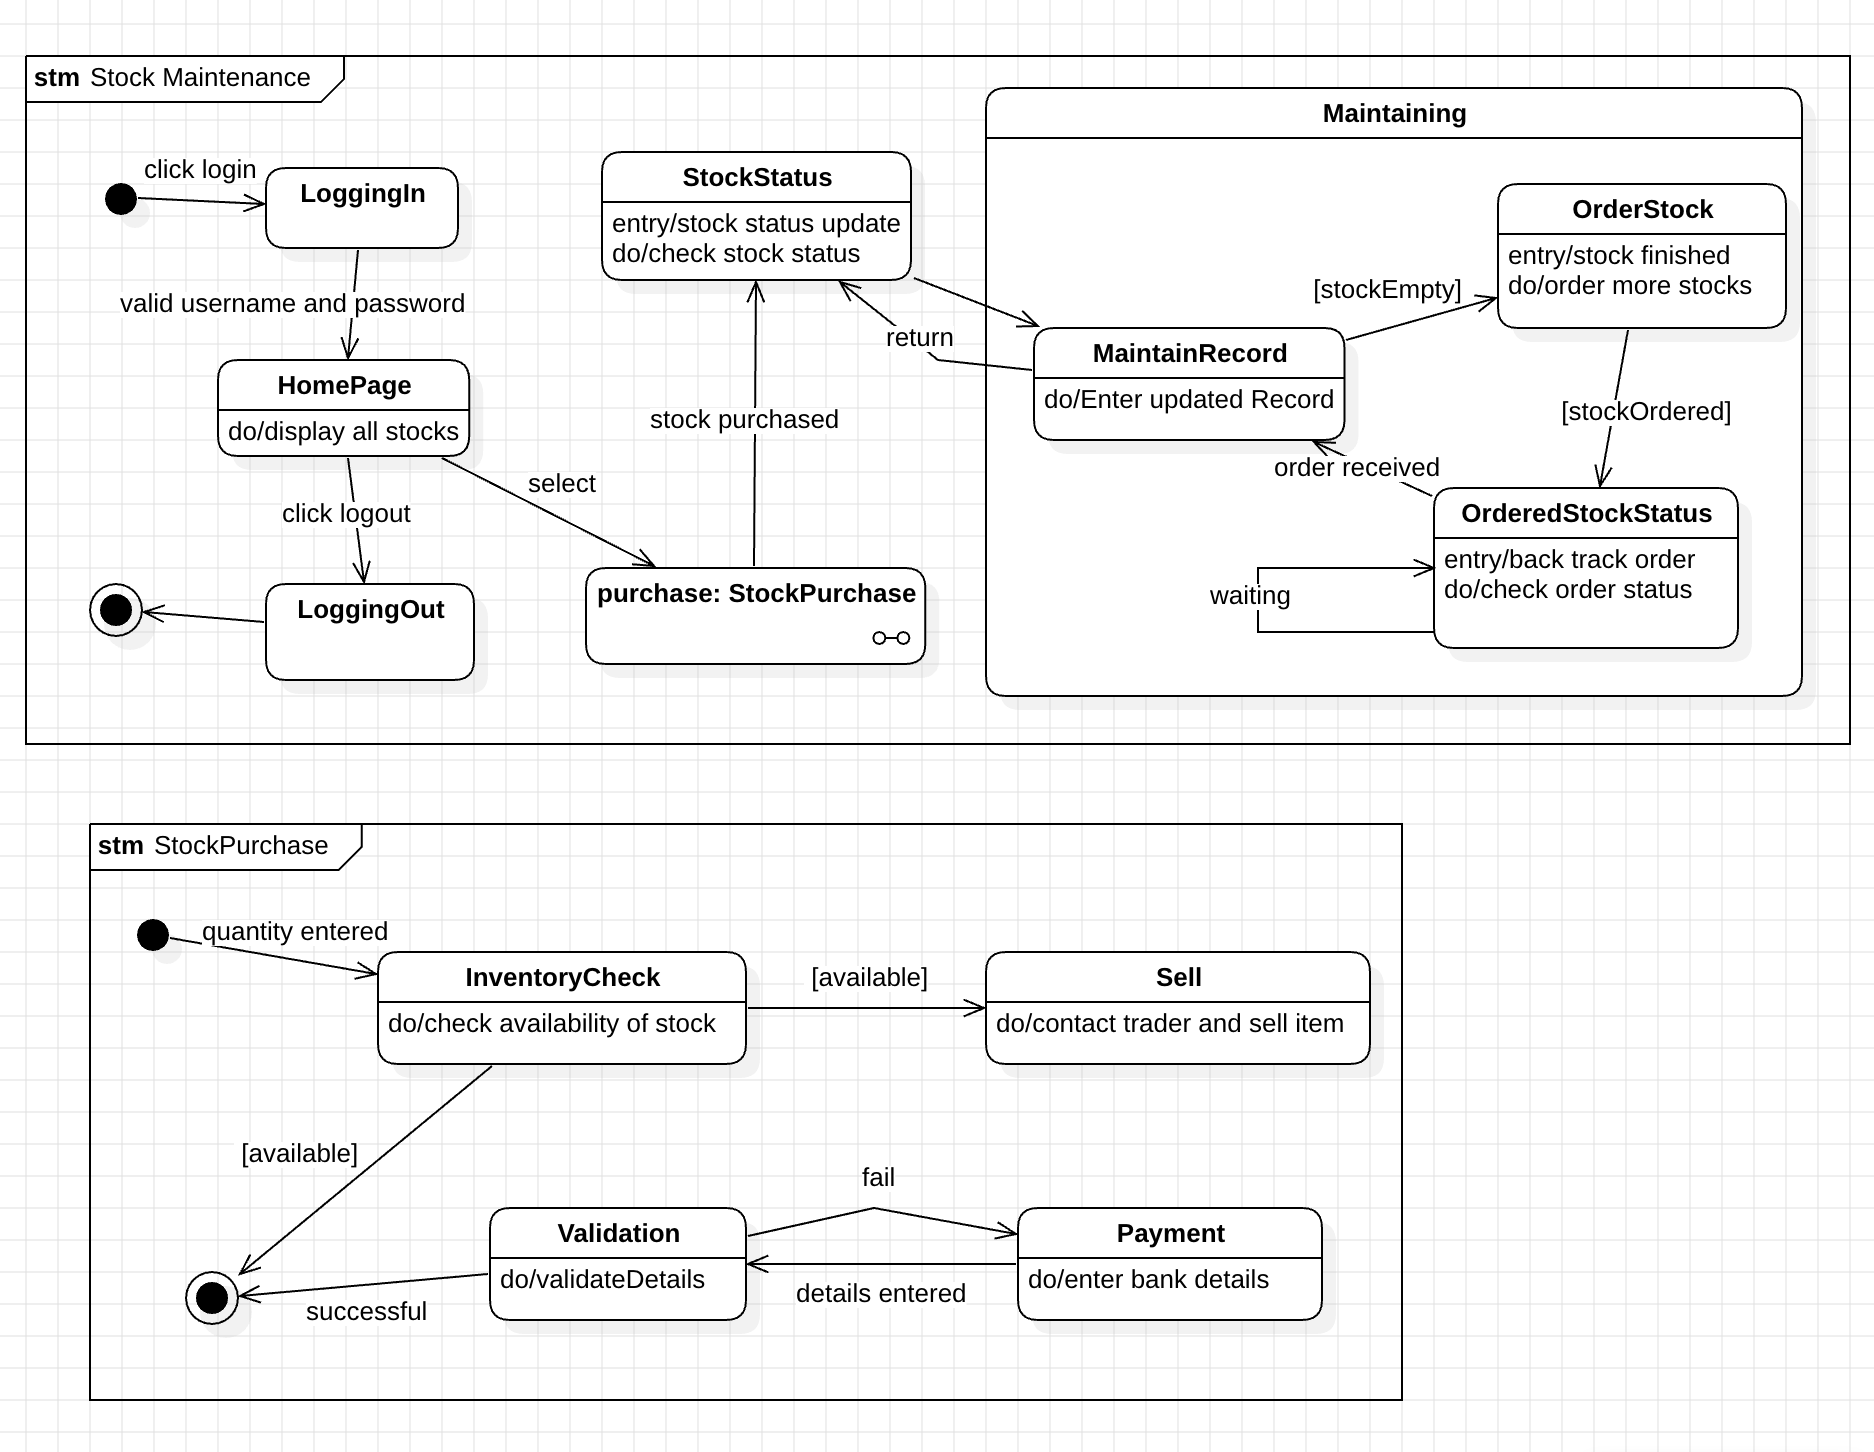 stm Stock Maintenance
Maintaining
click login
LoggingIn
StockStatus
entry/stock status update
do/check stock status
OrderStock
entry/stock finished
do/order more stocks
valid username and password
[stockEmpty]
return
MaintainRecord
do/Enter updated Record
HomePage
do/display all stocks
stock purchased
[stockOrdered]
select
order received
click logout
OrderedStockStatus
entry/back track order
do/check order status
waiting
LoggingOut
purchase: StockPurchase
stm StockPurchase
quantity entered
InventoryCheck
do/check availability of stock
[available]
Sell
do/contact trader and sell item
[available]
fail
Validation
do/validateDetails
Payment
do/enter bank details
details entered
successful